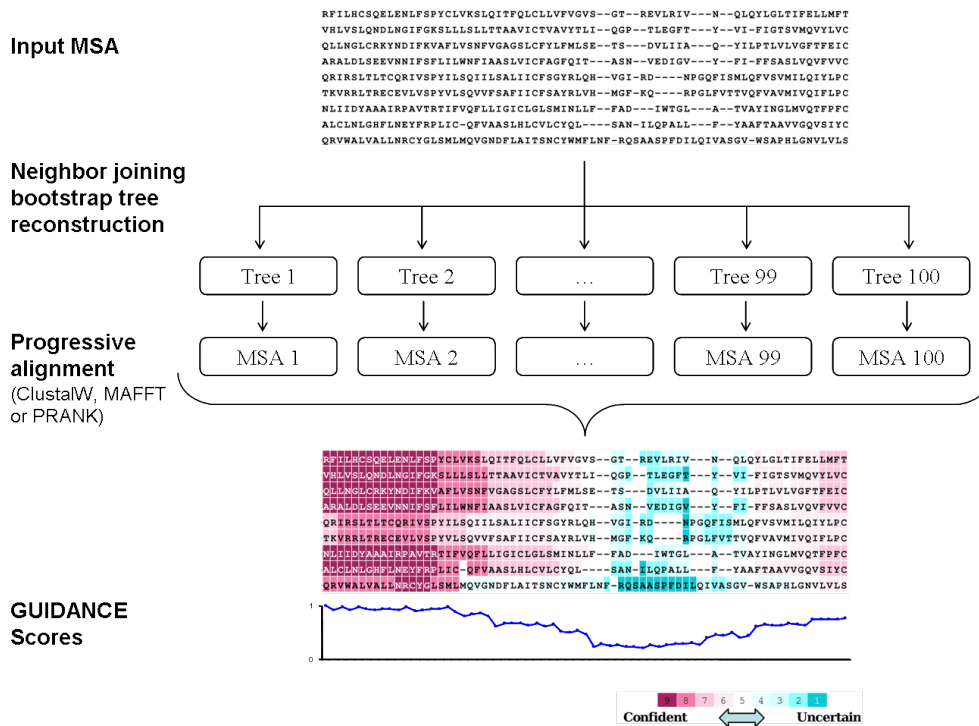 Input MSA
RFILHCSQELENLFSPYCLVKSLQITFQLCLLVFVGVS--GT--REVLRIV---N--QLQYLGLTIFELLMFT
VHLVSLQNDLNGIFGKSLLLSLLTTAAVICTAVAVYTLI--QGP-TLEGFT---Y--VI-FIGTSVMQVYLVC
QLLNGLCRKYNDIFKVAFLVSNFVGAGSLCFYLFMLSE--TS--DVLIIA---Q---YILPTLVLVGFTFEIC
ARALDLSEEVNNIFSFLILWNFIAASLVICFAGFQIT---ASN--VEDIGV---Y--FI-FFSASLVQVFVVC
QRIRSLTLTCQRIVSPYILSQIILSALIICFCSGYRLQH--VGI-RD----NPGQFISMLQFVSVMILQIYLPC
TKVRRLTRECEVLVSPYVLSQVVFSAFIICFSAYRLVH--MGF-KQ----RPGLFVTTVQFVAVMIVQIFLPC
NLIIDYAAAIRPAVTRTIFVQFLLIGICLGLSMINLLF--FAD---IWTGL---A--TVAYINGLMVQTFPFC
ALCLNLGHFLNEYFRPLIC-QFVAASLHLCVLCYQL----SAN-ILQPALL---F---YAAFTAAVVGQVSIYC
QRVWALVALLNRCYGLSMLMQVGNDFLAITSNCYWMFLNF-RQSAASPFDILQIVASGV-WSAPHLGNVLVLS
Neighbor joining
bootstrap tree
reconstruction
Tree 1
Tree 2
...
Tree 99
Tree 100
Progressive
alignment
(ClustalW, MAFFT
or PRANK)
MSA 1
MSA 2
...
MSA 99
MSA 100
RFILHCSQELENLFSPYCLVKSLQITFQLCLLVFVGVS--GT--REVLRIV---N--QLQYLGLTIFELLMFT
VHLVSLQNDLNGIFGKSLLLSLLTTAAVICTAVAVYTLI--QGP-TLEGFT---Y--VI-FIGTSVMQVYLVC
QLLNGLCRKYNDIFKVAFLVSNFVGAGSLCFYLFMLSE--TS--DVLIIA---Q---YILPTLVLVGFTFEIC
ARALDLSEEVNNIFSFLILWNFIAASLVICFAGFQIT---ASN--VEDIGV---Y--FI-FFSASLVQVFVVC
QRIRSLTLTCQRIVSPYILSQIILSALIICFCSGYRLQH--VGI-RD----NPGQFISMLQFVSVMILQIYLPC
TKVRRLTRECEVLVSPYVLSQVVFSAFIICFSAYRLVH--MGF-KQ----RPGLFVTTVQFVAVMIVQIFLPC
NLIIDYAAAIRPAVTRTIFVQFLLIGICLGLSMINLLF--FAD---IWTGL---A--TVAYINGLMVQTFPFC
ALCLNLGHFLNEYFRPLIC-QFVAASLHLCVLCYQL----SAN-ILQPALL---F---YAAFTAAVVGQVSIYC
QRVWALVALLNRCYGLSMLMQVGNDFLAITSNCYWMFLNF-RQSAASPFDILQIVASGV-WSAPHLGNVLVLS
GUIDANCE
Scores
1
0
9 8 7 6 5 4 3 2 1
Confident Uncertain